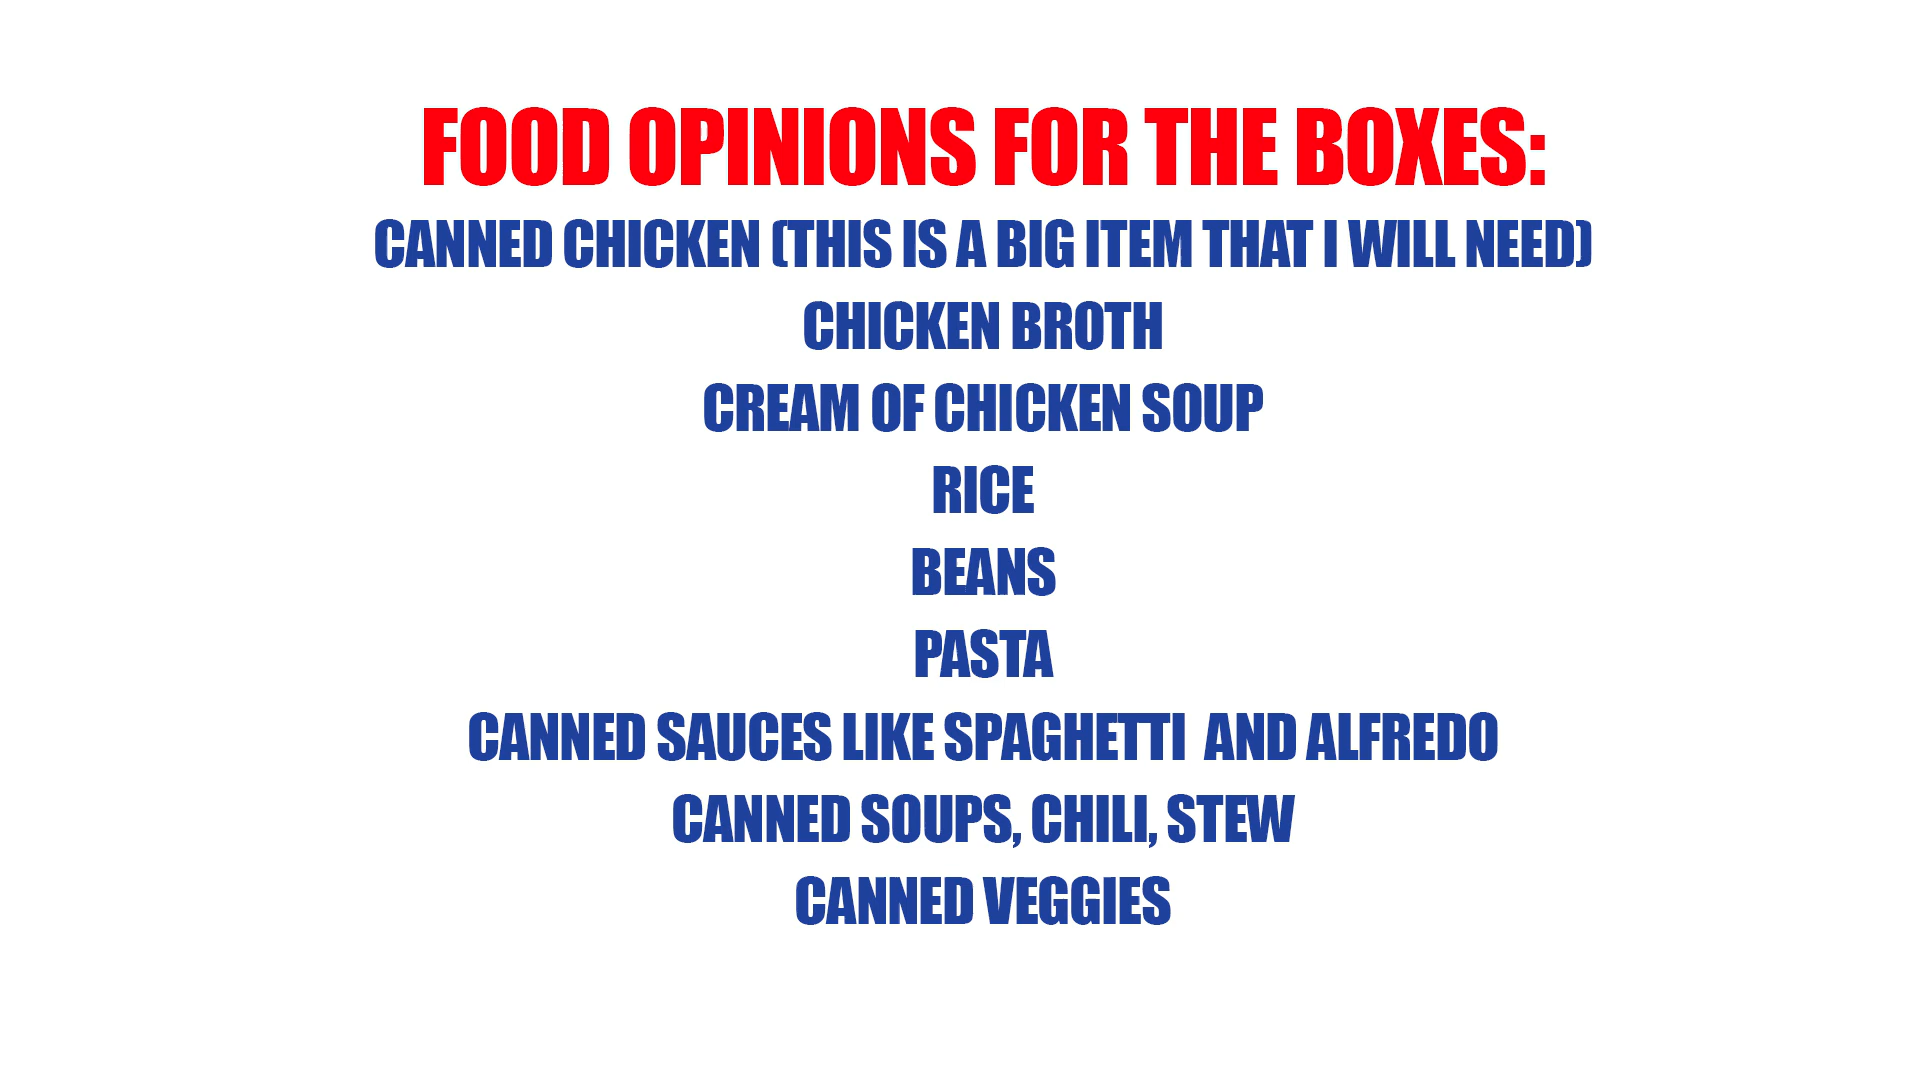 FOOD OPINIONS FOR THE BOXES:
CANNED CHICKEN (THIS IS A BIG ITEM THAT I WILL NEED)
CHICKEN BROTH
CREAM OF CHICKEN SOUP
RICE
BEANS
PASTA
CANNED SAUCES LIKE SPAGHETTI  AND ALFREDO
CANNED SOUPS, CHILI, STEW
CANNED VEGGIES